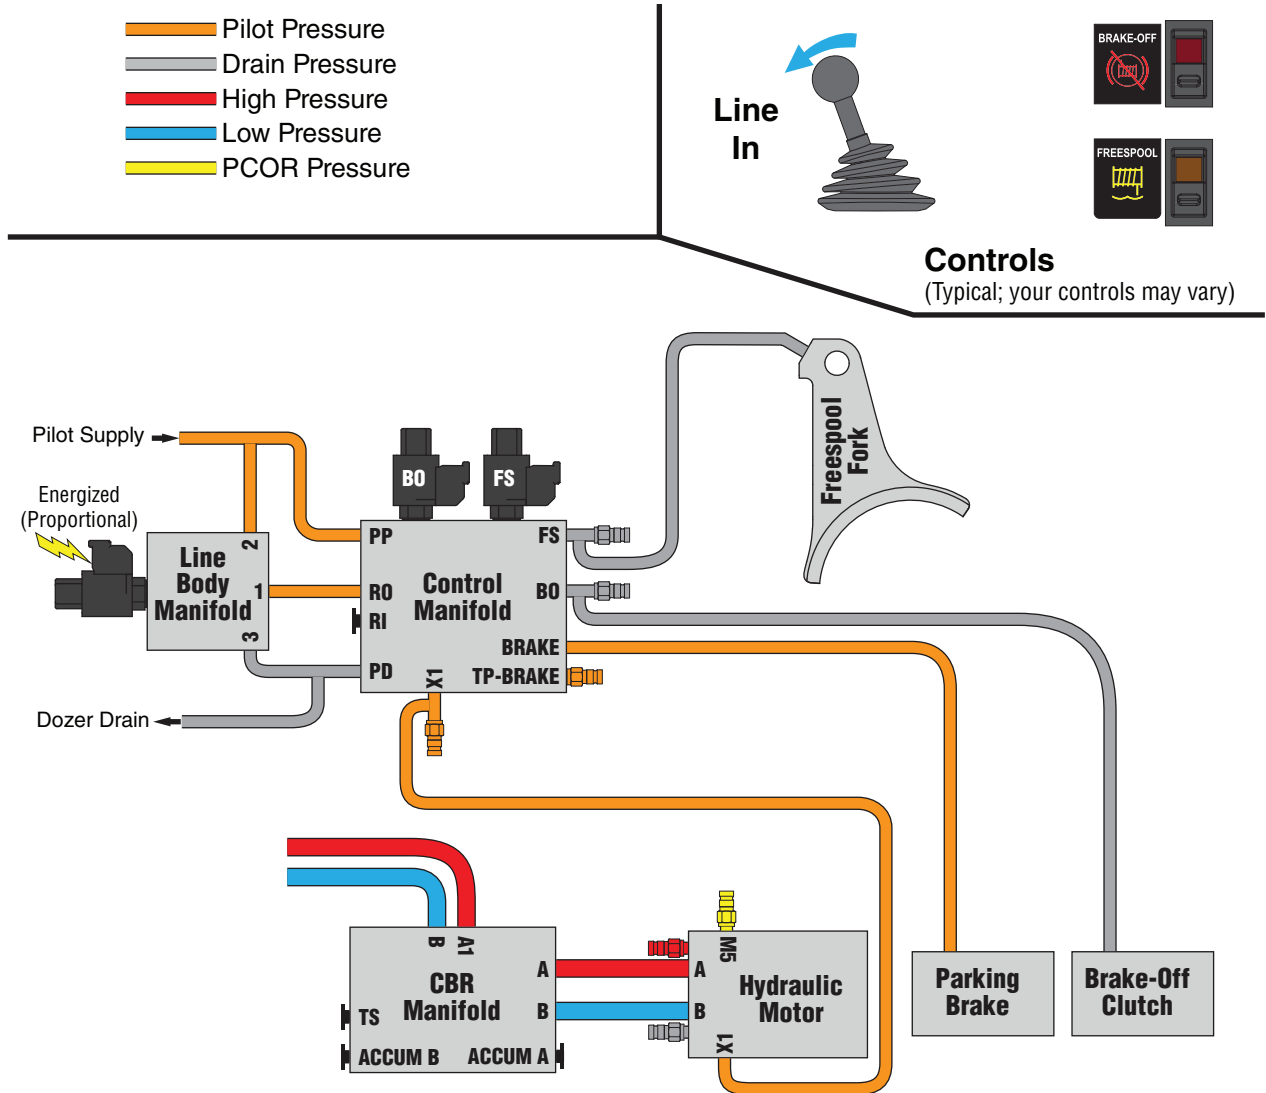 Pilot Pressure
Drain Pressure
High Pressure
Low Pressure
PCOR Pressure
Line
In
BRAKE-OFF
FREESPOOL
Controls
(Typical; your controls may vary)
Pilot Supply
Energized
(Proportional)
Line
Body
Manifold
2
1
3
Dozer Drain
BO
FS
PP
RO
RI
PD
X1
Control
Manifold
FS
BO
BRAKE
TP-BRAKE
Freespool
Fork
B
A1
CBR
Manifold
A
B
TS
ACCUM B
ACCUM A
M5
A
B
X1
Hydraulic
Motor
Parking
Brake
Brake-Off
Clutch